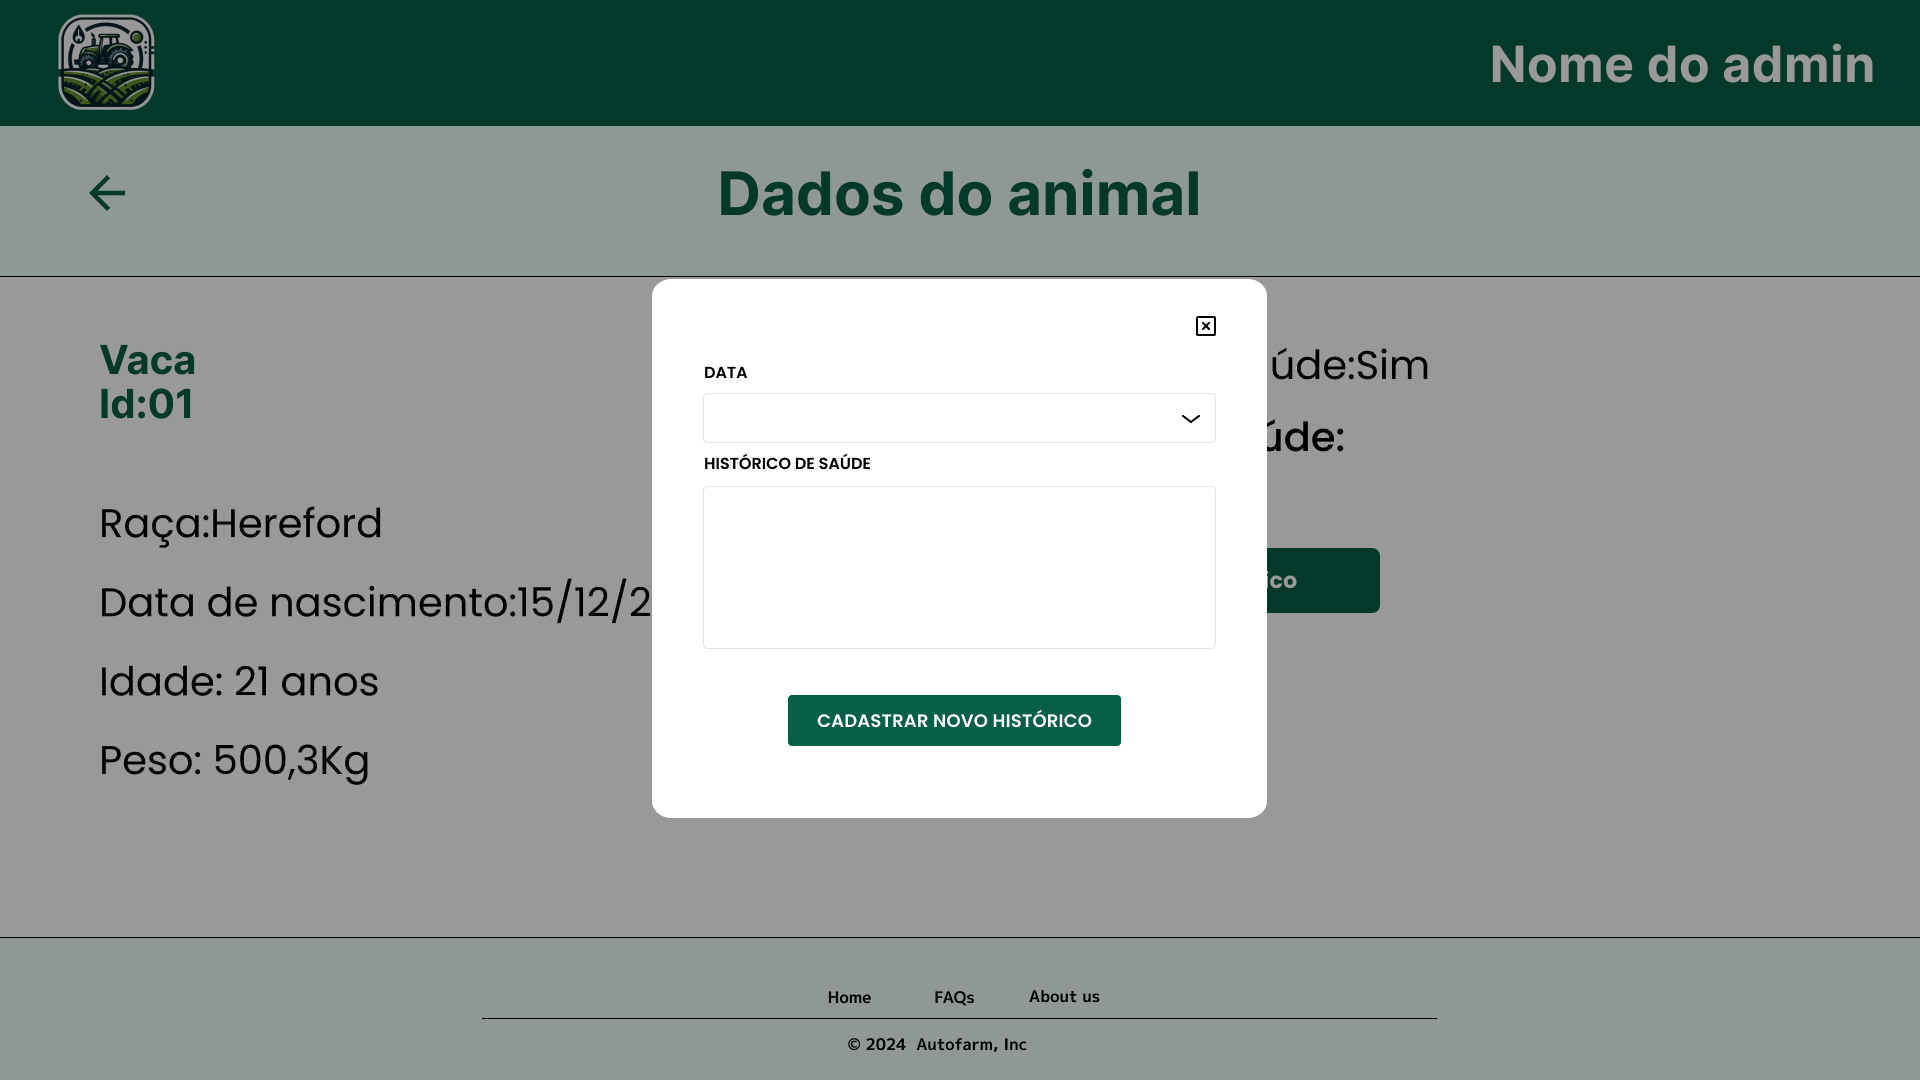 Nome do admin
Dados do animal
Vaca
Id:01
Raça:Hereford
Data de nascimento:15/12/2
Idade: 21 anos
Peso: 500,3Kg
DATA
HISTÓRICO DE SAÚDE
CADASTRAR NOVO HISTÓRICO
úde:Sim
úde:
ico
Home FAQs About us
© 2024 Autofarm, Inc